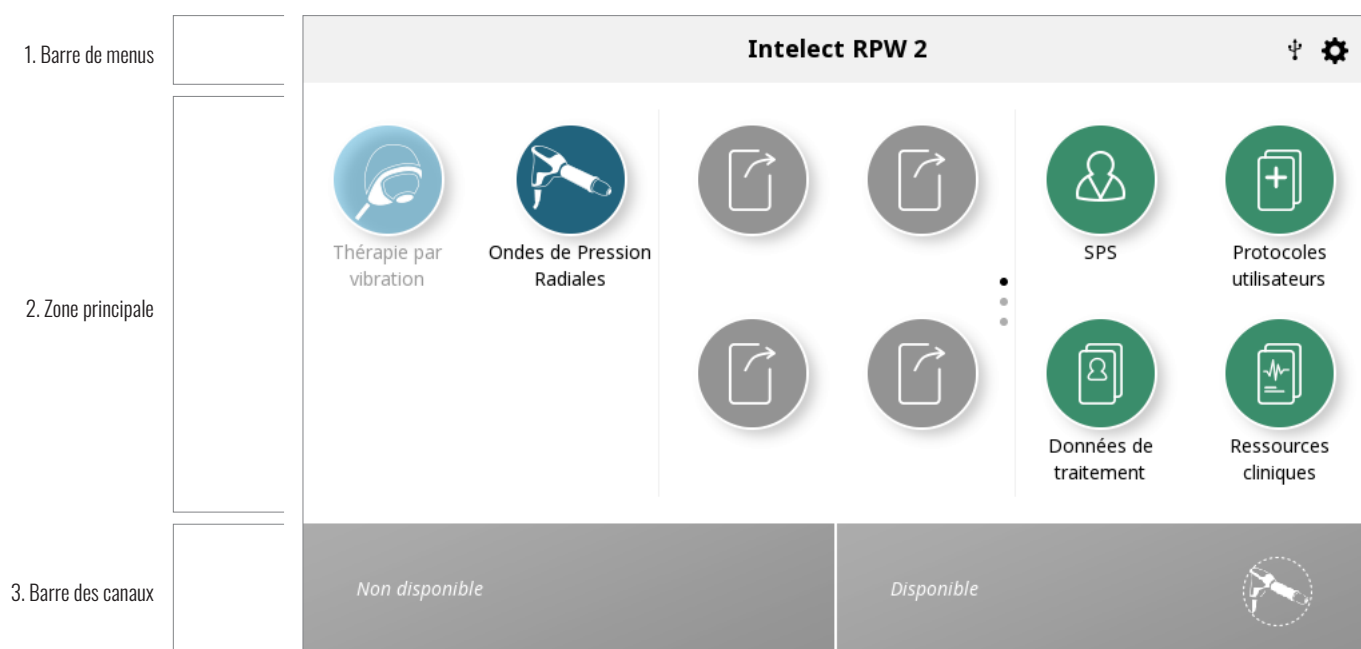 1. Barre de menus
Intelect RPW 2
Thérapie par
vibration
Ondes de Pression
Radiales
SPS
Protocoles
utilisateurs
2. Zone principale
Données de
traitement
Ressources
cliniques
3. Barre des canaux
Non disponible
Disponible